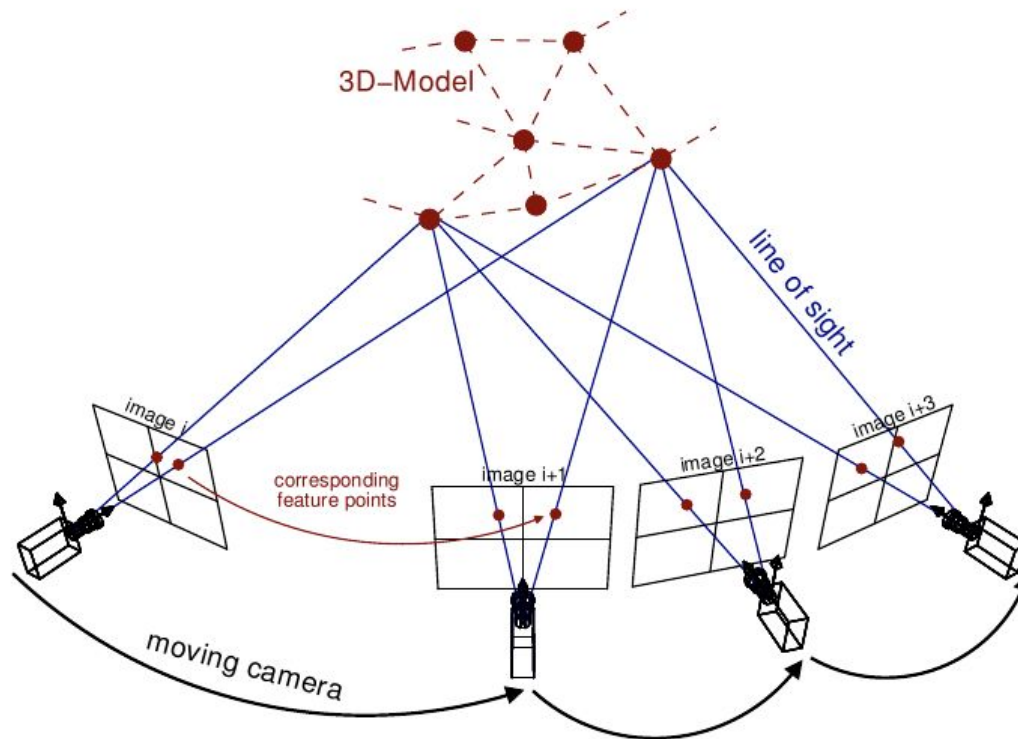 3D–Model
line of sight
image i
image i+3
image i+2
image i+1
corresponding
feature points
moving camera